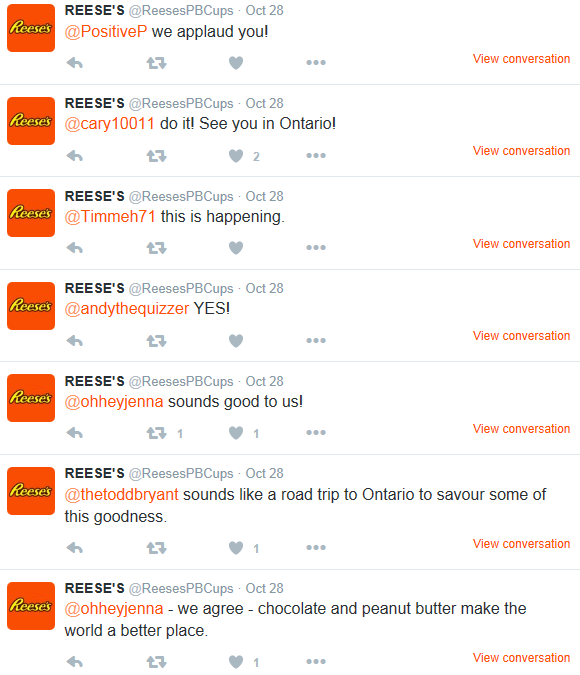 Reese's
REESE'S @ReesesPBCups · Oct 28
@PositiveP we applaud you!
View conversation
Reese's
REESE'S @ReesesPBCups · Oct 28
@cary10011 do it! See you in Ontario!
2
View conversation
Reese's
REESE'S @ReesesPBCups · Oct 28
@Timmeh71 this is happening.
View conversation
Reese's
REESE'S @ReesesPBCups · Oct 28
@andythequizzer YES!
View conversation
Reese's
REESE'S @ReesesPBCups · Oct 28
@ohheyjenna sounds good to us!
1 1
View conversation
Reese's
REESE'S @ReesesPBCups · Oct 28
@thetoddbryant sounds like a road trip to Ontario to savour some of
this goodness.
1
View conversation
Reese's
REESE'S @ReesesPBCups · Oct 28
@ohheyjenna - we agree - chocolate and peanut butter make the
world a better place.
1
View conversation